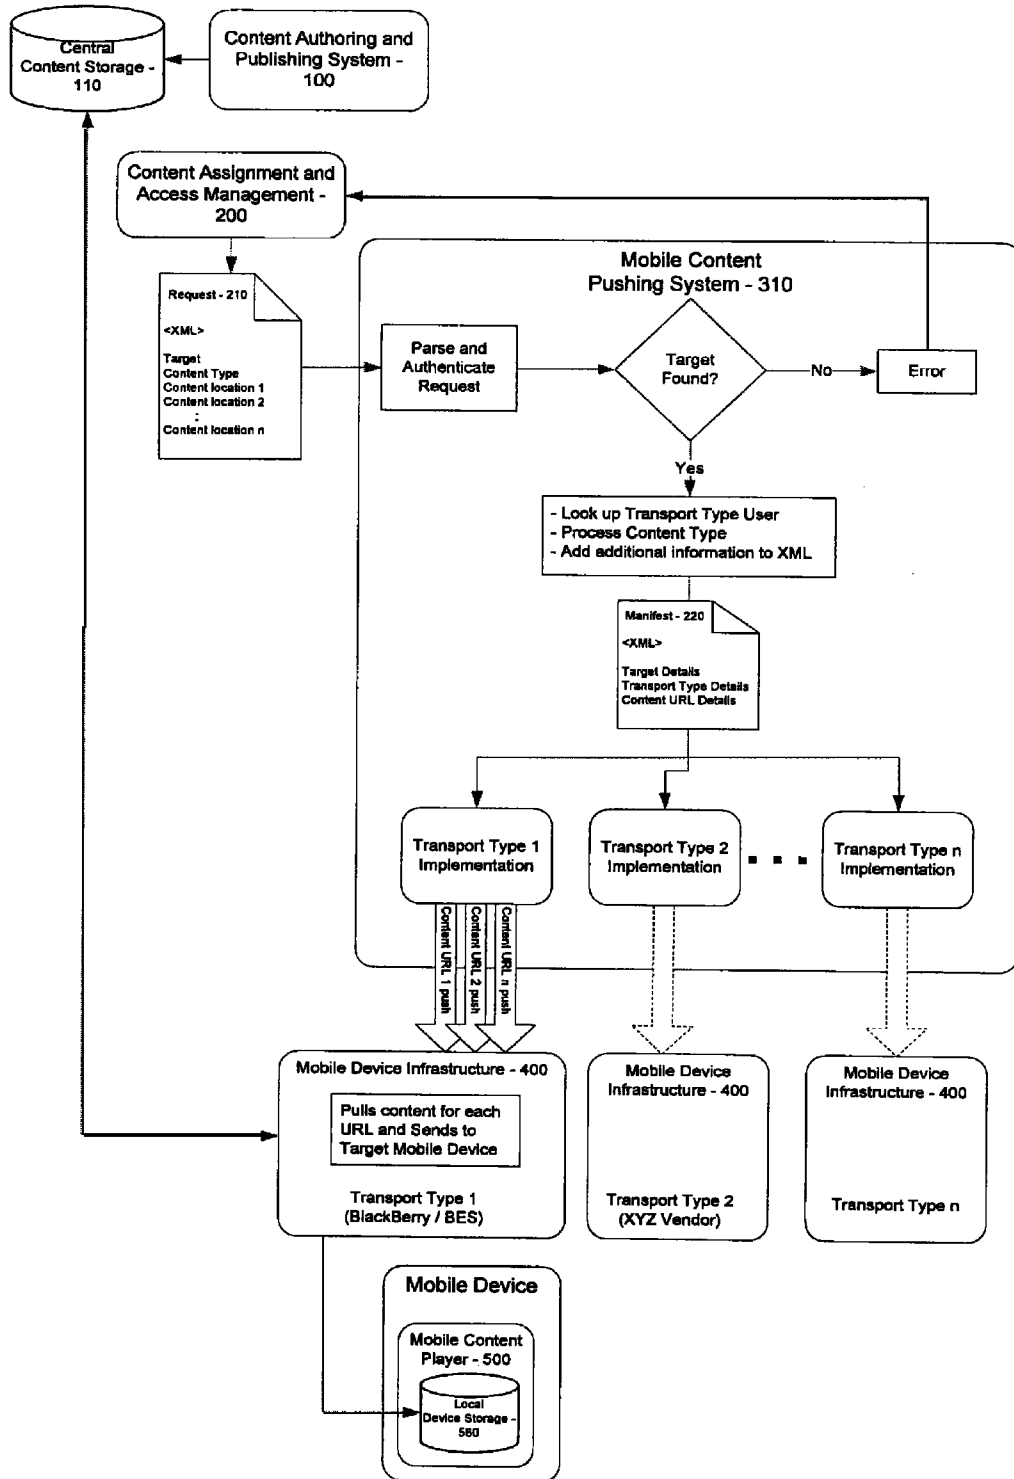 Central
Content Storage -
110
Content Authoring and
Publishing System -
100
Content Assignment and
Access Management -
200
Mobile Content
Pushing System - 310
Request - 210
<XML>
Target
Content Type
Content location 1
Content location 2
:
Content location n
Parse and
Authenticate
Request
Target
Found?
No
Error
Yes
- Look up Transport Type User
- Process Content Type
- Add additional information to XML
Manifest - 220
<XML>
Target Details
Transport Type Details
Content URL Details
Transport Type 1
Implementation
Transport Type 2
Implementation
Transport Type n
Implementation
Content URL 1 push
Content URL 2 push
Content URL n push
Mobile Device Infrastructure - 400
Pulls content for each
URL and Sends to
Target Mobile Device
Transport Type 1
(BlackBerry / BES)
Mobile Device
Infrastructure - 400
Transport Type 2
(XYZ Vendor)
Mobile Device
Infrastructure - 400
Transport Type n
Mobile Device
Mobile Content
Player - 500
Local
Device Storage -
560